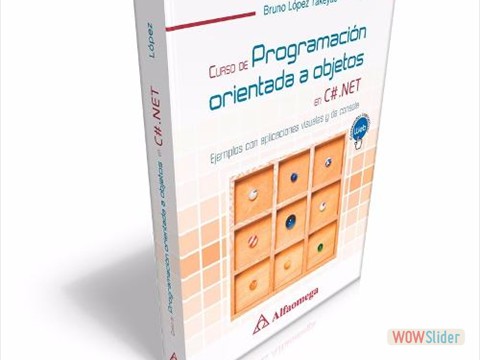 Bruno López Takeyas
CURSO DE Programación
orientada a objetos
EN C#.NET
Ejemplos con aplicaciones visuales y de consola
Web
Alfaomega
López
CURSO DE Programación orientada a objetos EN C#.NET
WOWSlider